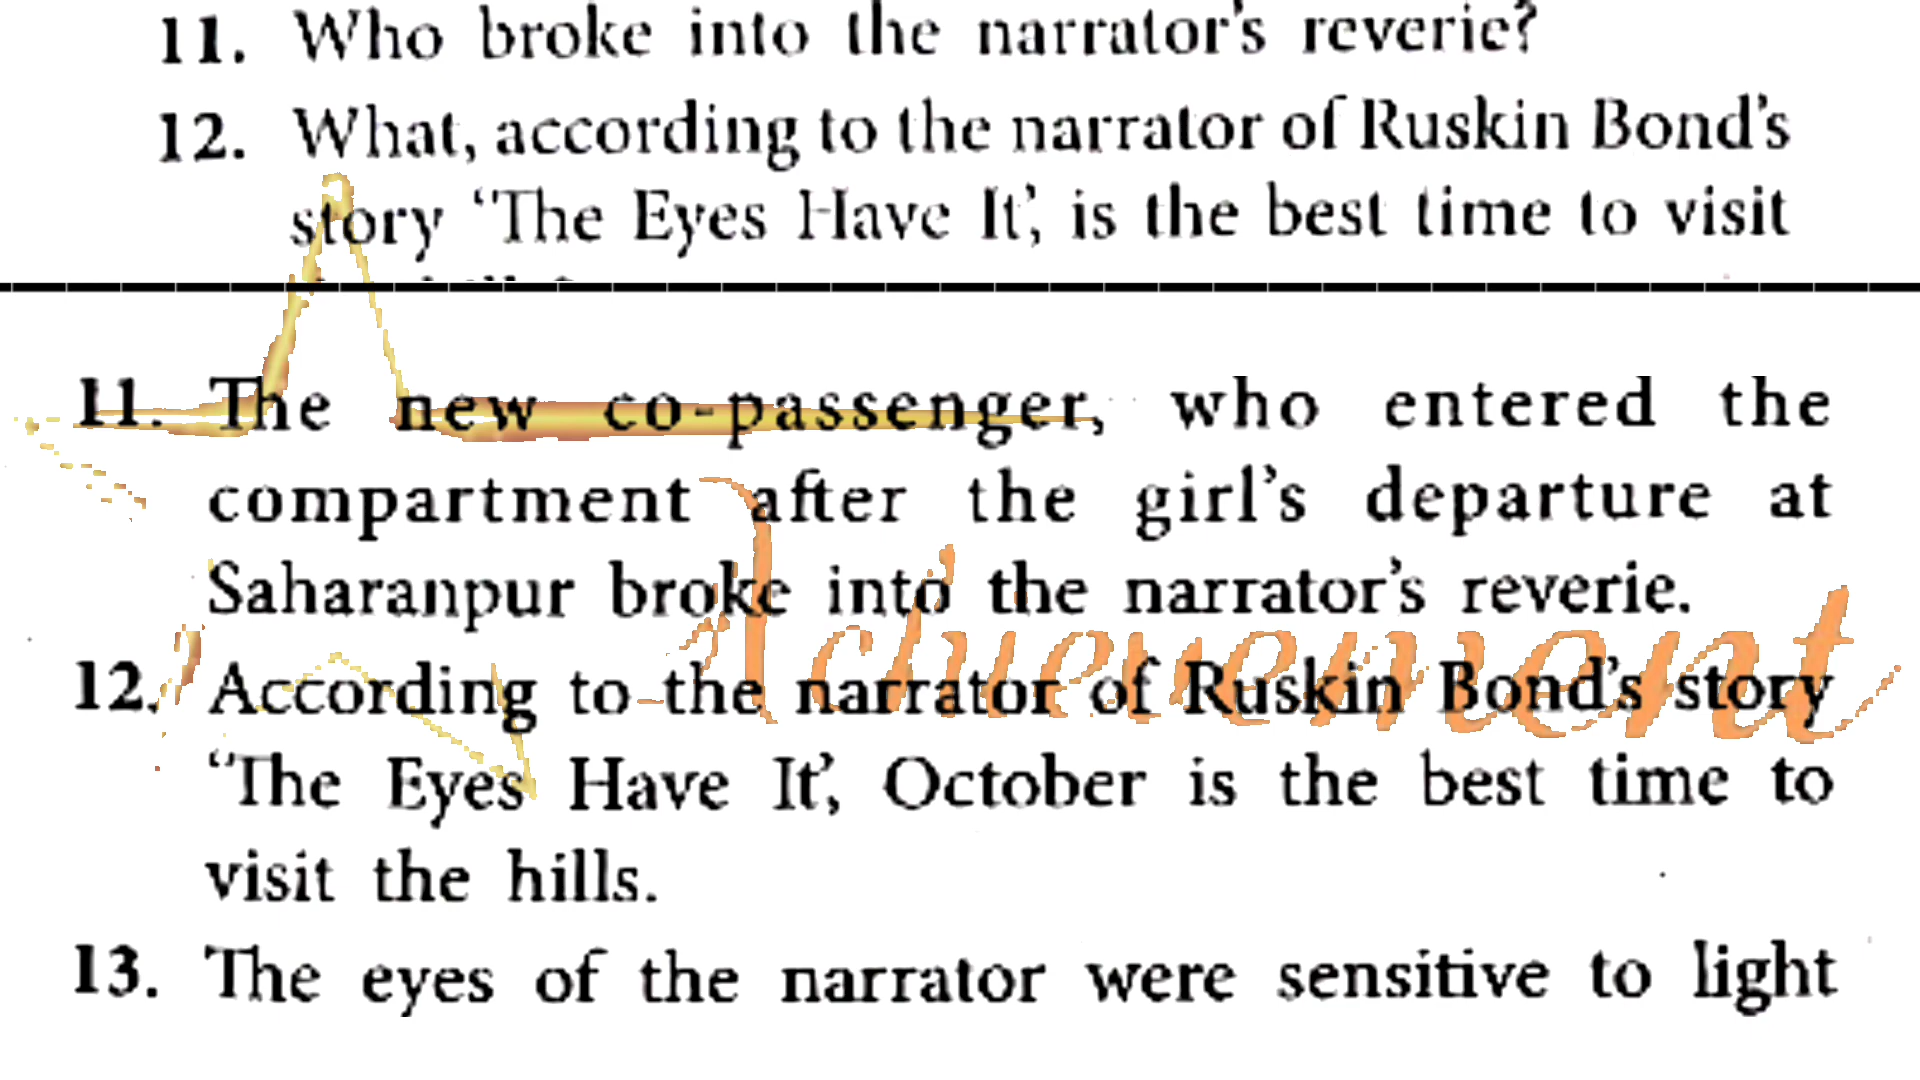 11. Who broke into the narrator's reverie?
12. What, according to the narrator of Ruskin Bond's
story 'The Eyes Have It', is the best time to visit
11. The new co-passenger, who entered the
compartment after the girl's departure at
Saharanpur broke into the narrator's reverie.
Achievement
12. According to the narrator of Ruskin Bond's story
'The Eyes Have It', October is the best time to
visit the hills.
13. The eyes of the narrator were sensitive to light